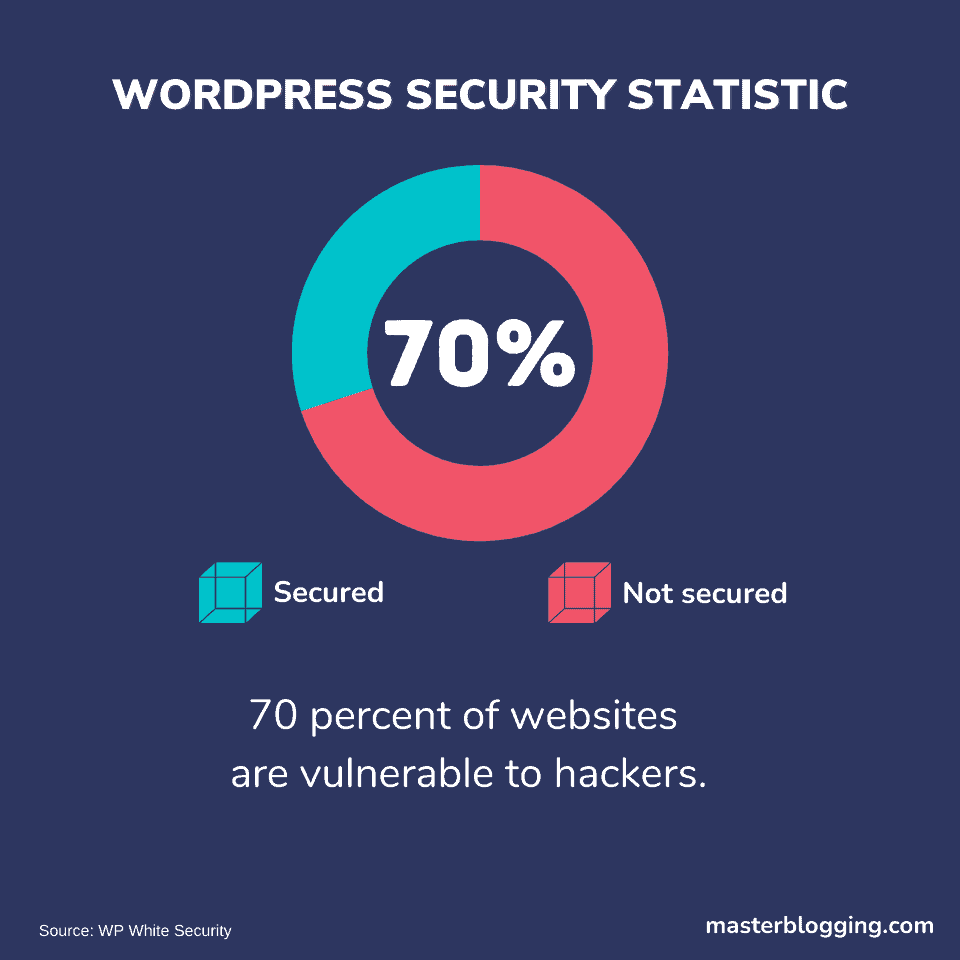 WORDPRESS SECURITY STATISTIC
70%
Secured
Not secured
70 percent of websites
are vulnerable to hackers.
Source: WP White Security
masterblogging.com